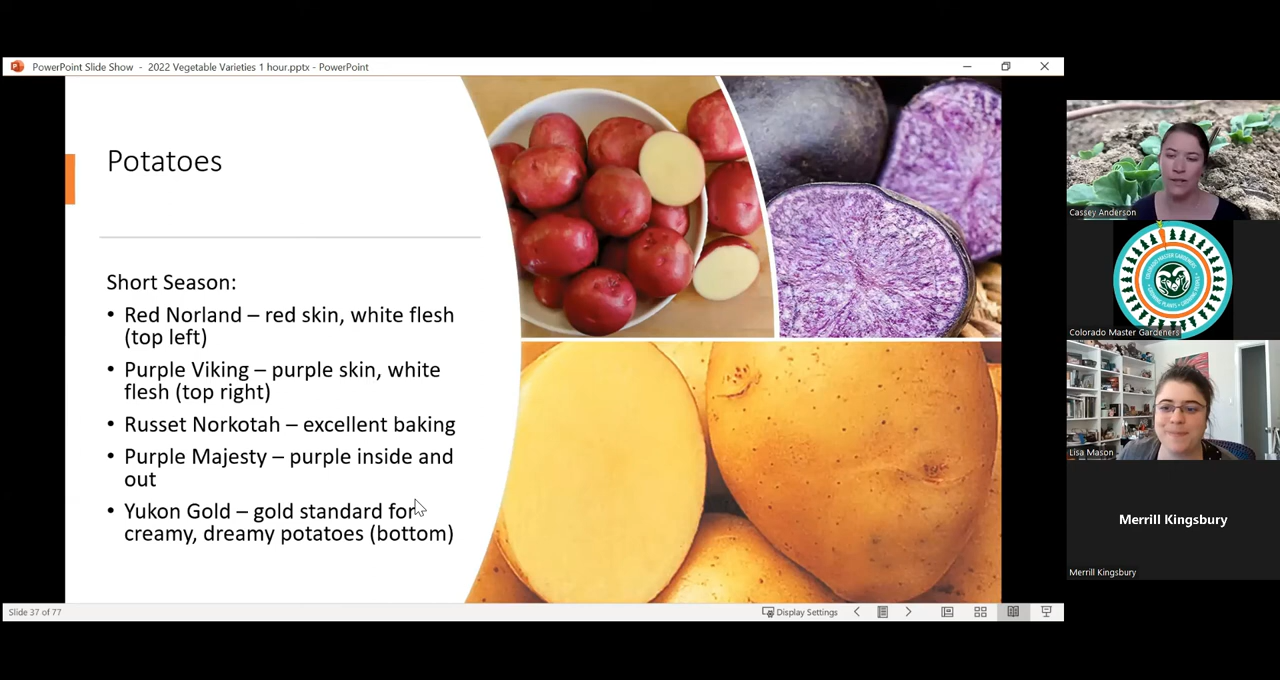 PowerPoint Slide Show - 2022 Vegetable Varieties 1 hour.pptx - PowerPoint
Potatoes
Short Season:
• Red Norland – red skin, white flesh
(top left)
• Purple Viking – purple skin, white
flesh (top right)
• Russet Norkotah – excellent baking
• Purple Majesty – purple inside and
out
• Yukon Gold – gold standard for
creamy, dreamy potatoes (bottom)
Slide 37 of 77
Display Settings
Cassey Anderson
Colorado Master Gardeners
Lisa Mason
Merrill Kingsbury
Merrill Kingsbury